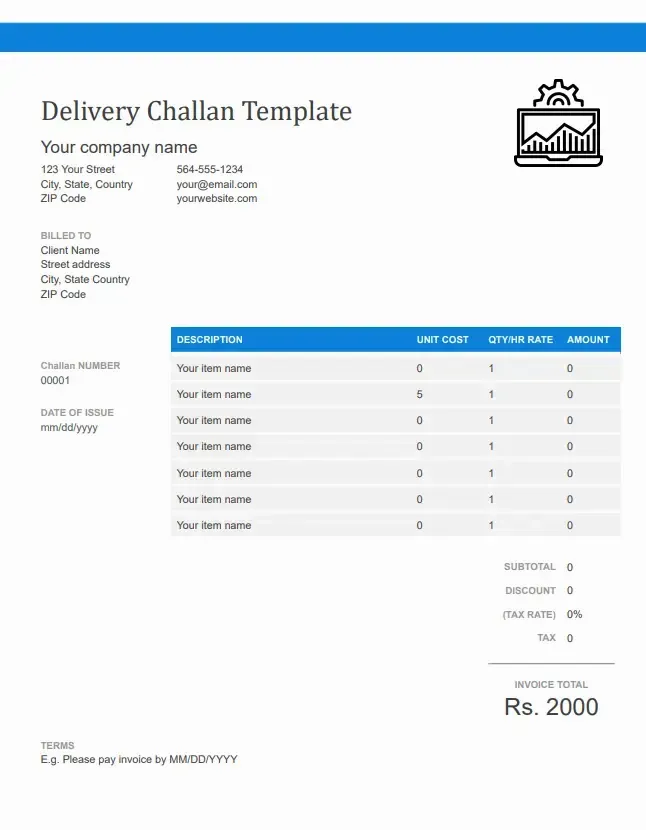 Delivery Challan Template
Your company name
123 Your Street 564-555-1234
City, State, Country your@email.com
ZIP Code yourwebsite.com
BILLED TO
Client Name
Street address
City, State Country
ZIP Code
DESCRIPTION UNIT COST QTY/HR RATE AMOUNT
Challan NUMBER
00001
DATE OF ISSUE
mm/dd/yyyy
Your item name 0 1 0
Your item name 5 1 0
Your item name 0 1 0
Your item name 0 1 0
Your item name 0 1 0
Your item name 0 1 0
Your item name 0 1 0
SUBTOTAL 0
DISCOUNT 0
(TAX RATE) 0%
TAX 0
INVOICE TOTAL
Rs. 2000
TERMS
E.g. Please pay invoice by MM/DD/YYYY